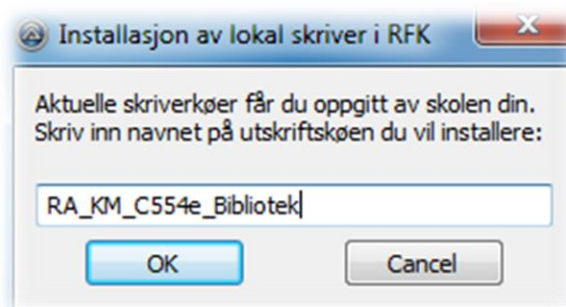 Installasjon av lokal skriver i RFK
Aktuelle skriverkøer får du oppgitt av skolen din.
Skriv inn navnet på utskriftskøen du vil installere:
RA_KM_C554e_Bibliotek
OK
Cancel